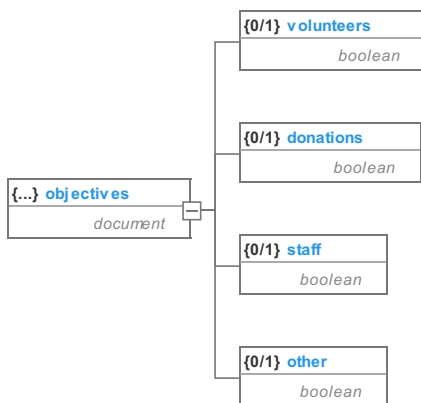 {0/1} volunteers
boolean
{0/1} donations
boolean
{...} objectives
document
{0/1} staff
boolean
{0/1} other
boolean